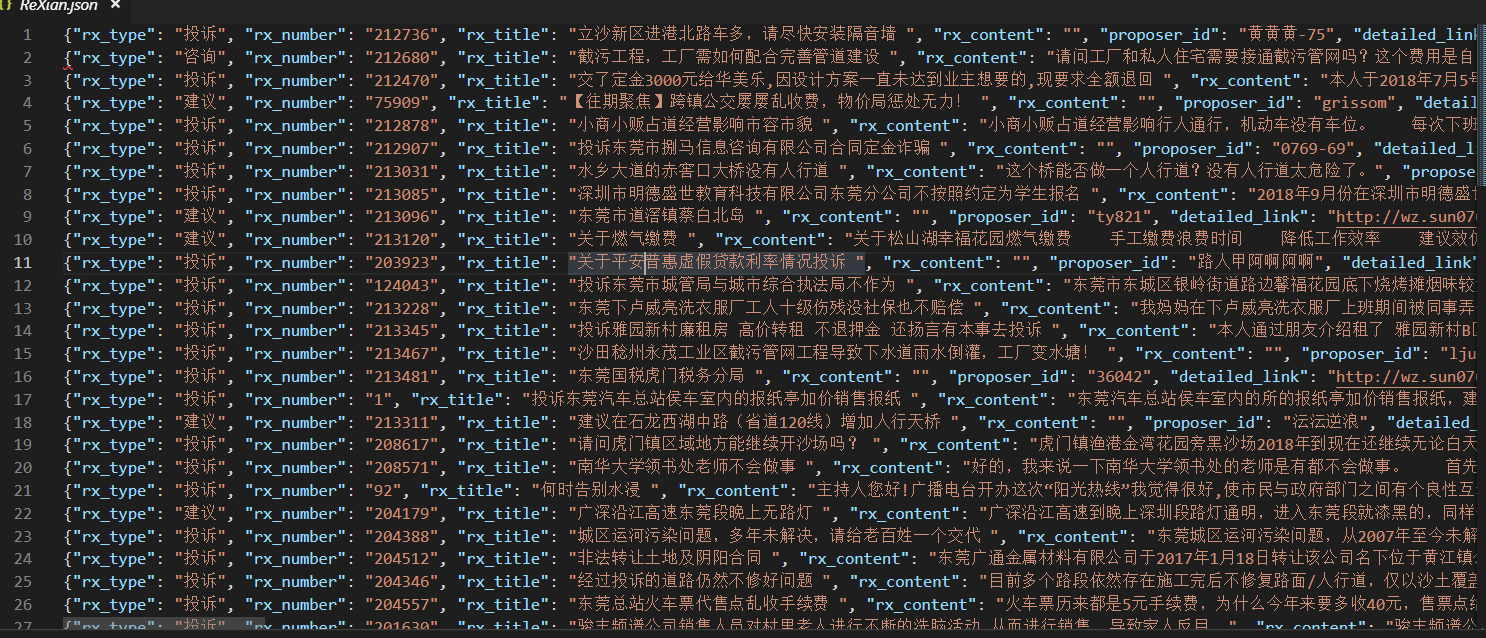 ReXian.json ×
1 {"rx_type": "投诉", "rx_number": "212736", "rx_title": "立沙新区进港北路车多，请尽快安装隔音墙 ", "rx_content": "", "proposer_id": "黄黄黄-75", "detailed_link
2 {"rx_type": "咨询", "rx_number": "212680", "rx_title": "截污工程，工厂需如何配合完善管道建设 ", "rx_content": "请问工厂和私人住宅需要接通截污管网吗？这个费用是自
3 {"rx_type": "投诉", "rx_number": "212470", "rx_title": "交了定金3000元给华美乐,因设计方案一直未达到业主想要的,现要求全额退回 ", "rx_content": "本人于2018年7月5号
4 {"rx_type": "建议", "rx_number": "75909", "rx_title": "【往期聚焦】跨镇公交屡屡乱收费，物价局惩处无力！ ", "rx_content": "", "proposer_id": "grissom", "detail
5 {"rx_type": "投诉", "rx_number": "212878", "rx_title": "小商小贩占道经营影响市容市貌 ", "rx_content": "小商小贩占道经营影响行人通行，机动车没有车位。 每次下班
6 {"rx_type": "投诉", "rx_number": "212907", "rx_title": "投诉东莞市捌马信息咨询有限公司合同定金诈骗 ", "rx_content": "", "proposer_id": "0769-69", "detailed_l
7 {"rx_type": "投诉", "rx_number": "213031", "rx_title": "水乡大道的赤窖口大桥没有人行道 ", "rx_content": "这个桥能否做一个人行道？没有人行道太危险了。", "propose
8 {"rx_type": "投诉", "rx_number": "213085", "rx_title": "深圳市明德盛世教育科技有限公司东莞分公司不按照约定为学生报名 ", "rx_content": "2018年9月份在深圳市明德盛世
9 {"rx_type": "建议", "rx_number": "213096", "rx_title": "东莞市道滘镇蔡白北岛 ", "rx_content": "", "proposer_id": "ty821", "detailed_link": "http://wz.sun076
10 {"rx_type": "建议", "rx_number": "213120", "rx_title": "关于燃气缴费 ", "rx_content": "关于松山湖幸福花园燃气缴费 手工缴费浪费时间 降低工作效率 建议效仿
11 {"rx_type": "投诉", "rx_number": "203923", "rx_title": "关于平安普惠虚假贷款利率情况投诉 ", "rx_content": "", "proposer_id": "路人甲阿啊阿啊", "detailed_link"
12 {"rx_type": "投诉", "rx_number": "124043", "rx_title": "投诉东莞市城管局与城市综合执法局不作为 ", "rx_content": "东莞市东城区银岭街道路边馨福花园底下烧烤摊烟味较
13 {"rx_type": "投诉", "rx_number": "213228", "rx_title": "东莞下卢威亮洗衣服厂工人十级伤残没社保也不赔偿 ", "rx_content": "我妈妈在下卢威亮洗衣服厂上班期间被同事弄
14 {"rx_type": "投诉", "rx_number": "213345", "rx_title": "投诉雅园新村廉租房 高价转租 不退押金 还扬言有本事去投诉 ", "rx_content": "本人通过朋友介绍租了 雅园新村B区
15 {"rx_type": "投诉", "rx_number": "213467", "rx_title": "沙田稔州永茂工业区截污管网工程导致下水道雨水倒灌，工厂变水塘！ ", "rx_content": "", "proposer_id": "lju
16 {"rx_type": "投诉", "rx_number": "213481", "rx_title": "东莞国税虎门税务分局 ", "rx_content": "", "proposer_id": "36042", "detailed_link": "http://wz.sun076
17 {"rx_type": "投诉", "rx_number": "1", "rx_title": "投诉东莞汽车总站侯车室内的报纸亭加价销售报纸 ", "rx_content": "东莞汽车总站侯车室内的所的报纸亭加价销售报纸，建
18 {"rx_type": "建议", "rx_number": "213311", "rx_title": "建议在石龙西湖中路（省道120线）增加人行天桥 ", "rx_content": "", "proposer_id": "沄沄逆浪", "detailed_
19 {"rx_type": "投诉", "rx_number": "208617", "rx_title": "请问虎门镇区域地方能继续开沙场吗？ ", "rx_content": "虎门镇渔港金湾花园旁黑沙场2018年到现在还继续无论白天
20 {"rx_type": "投诉", "rx_number": "208571", "rx_title": "南华大学领书处老师不会做事 ", "rx_content": "好的，我来说一下南华大学领书处的老师是有都不会做事。 首先
21 {"rx_type": "投诉", "rx_number": "92", "rx_title": "何时告别水浸 ", "rx_content": "主持人您好!广播电台开办这次“阳光热线”我觉得很好,使市民与政府部门之间有个良性互
22 {"rx_type": "建议", "rx_number": "204179", "rx_title": "广深沿江高速东莞段晚上无路灯 ", "rx_content": "广深沿江高速到晚上深圳段路灯通明，进入东莞段就漆黑的，同样
23 {"rx_type": "投诉", "rx_number": "204388", "rx_title": "城区运河污染问题，多年未解决，请给老百姓一个交代 ", "rx_content": "东莞城区运河污染问题，从2007年至今未解
24 {"rx_type": "投诉", "rx_number": "204512", "rx_title": "非法转让土地及阴阳合同 ", "rx_content": "东莞广通金属材料有限公司于2017年1月18日转让该公司名下位于黄江镇
25 {"rx_type": "投诉", "rx_number": "204346", "rx_title": "经过投诉的道路仍然不修好问题 ", "rx_content": "目前多个路段依然存在施工完后不修复路面/人行道，仅以沙土覆盖
26 {"rx_type": "投诉", "rx_number": "204557", "rx_title": "东莞总站火车票代售点乱收手续费 ", "rx_content": "火车票历来都是5元手续费，为什么今年来要多收40元，售票点给
27 {"rx_type": "投诉", "rx_number": "201630", "rx_title": "骏丰频谱公司销售人员对村里老人进行不断的洗脑活动,从而进行销售，导致家人反目 ", "rx_content": "骏丰频谱公